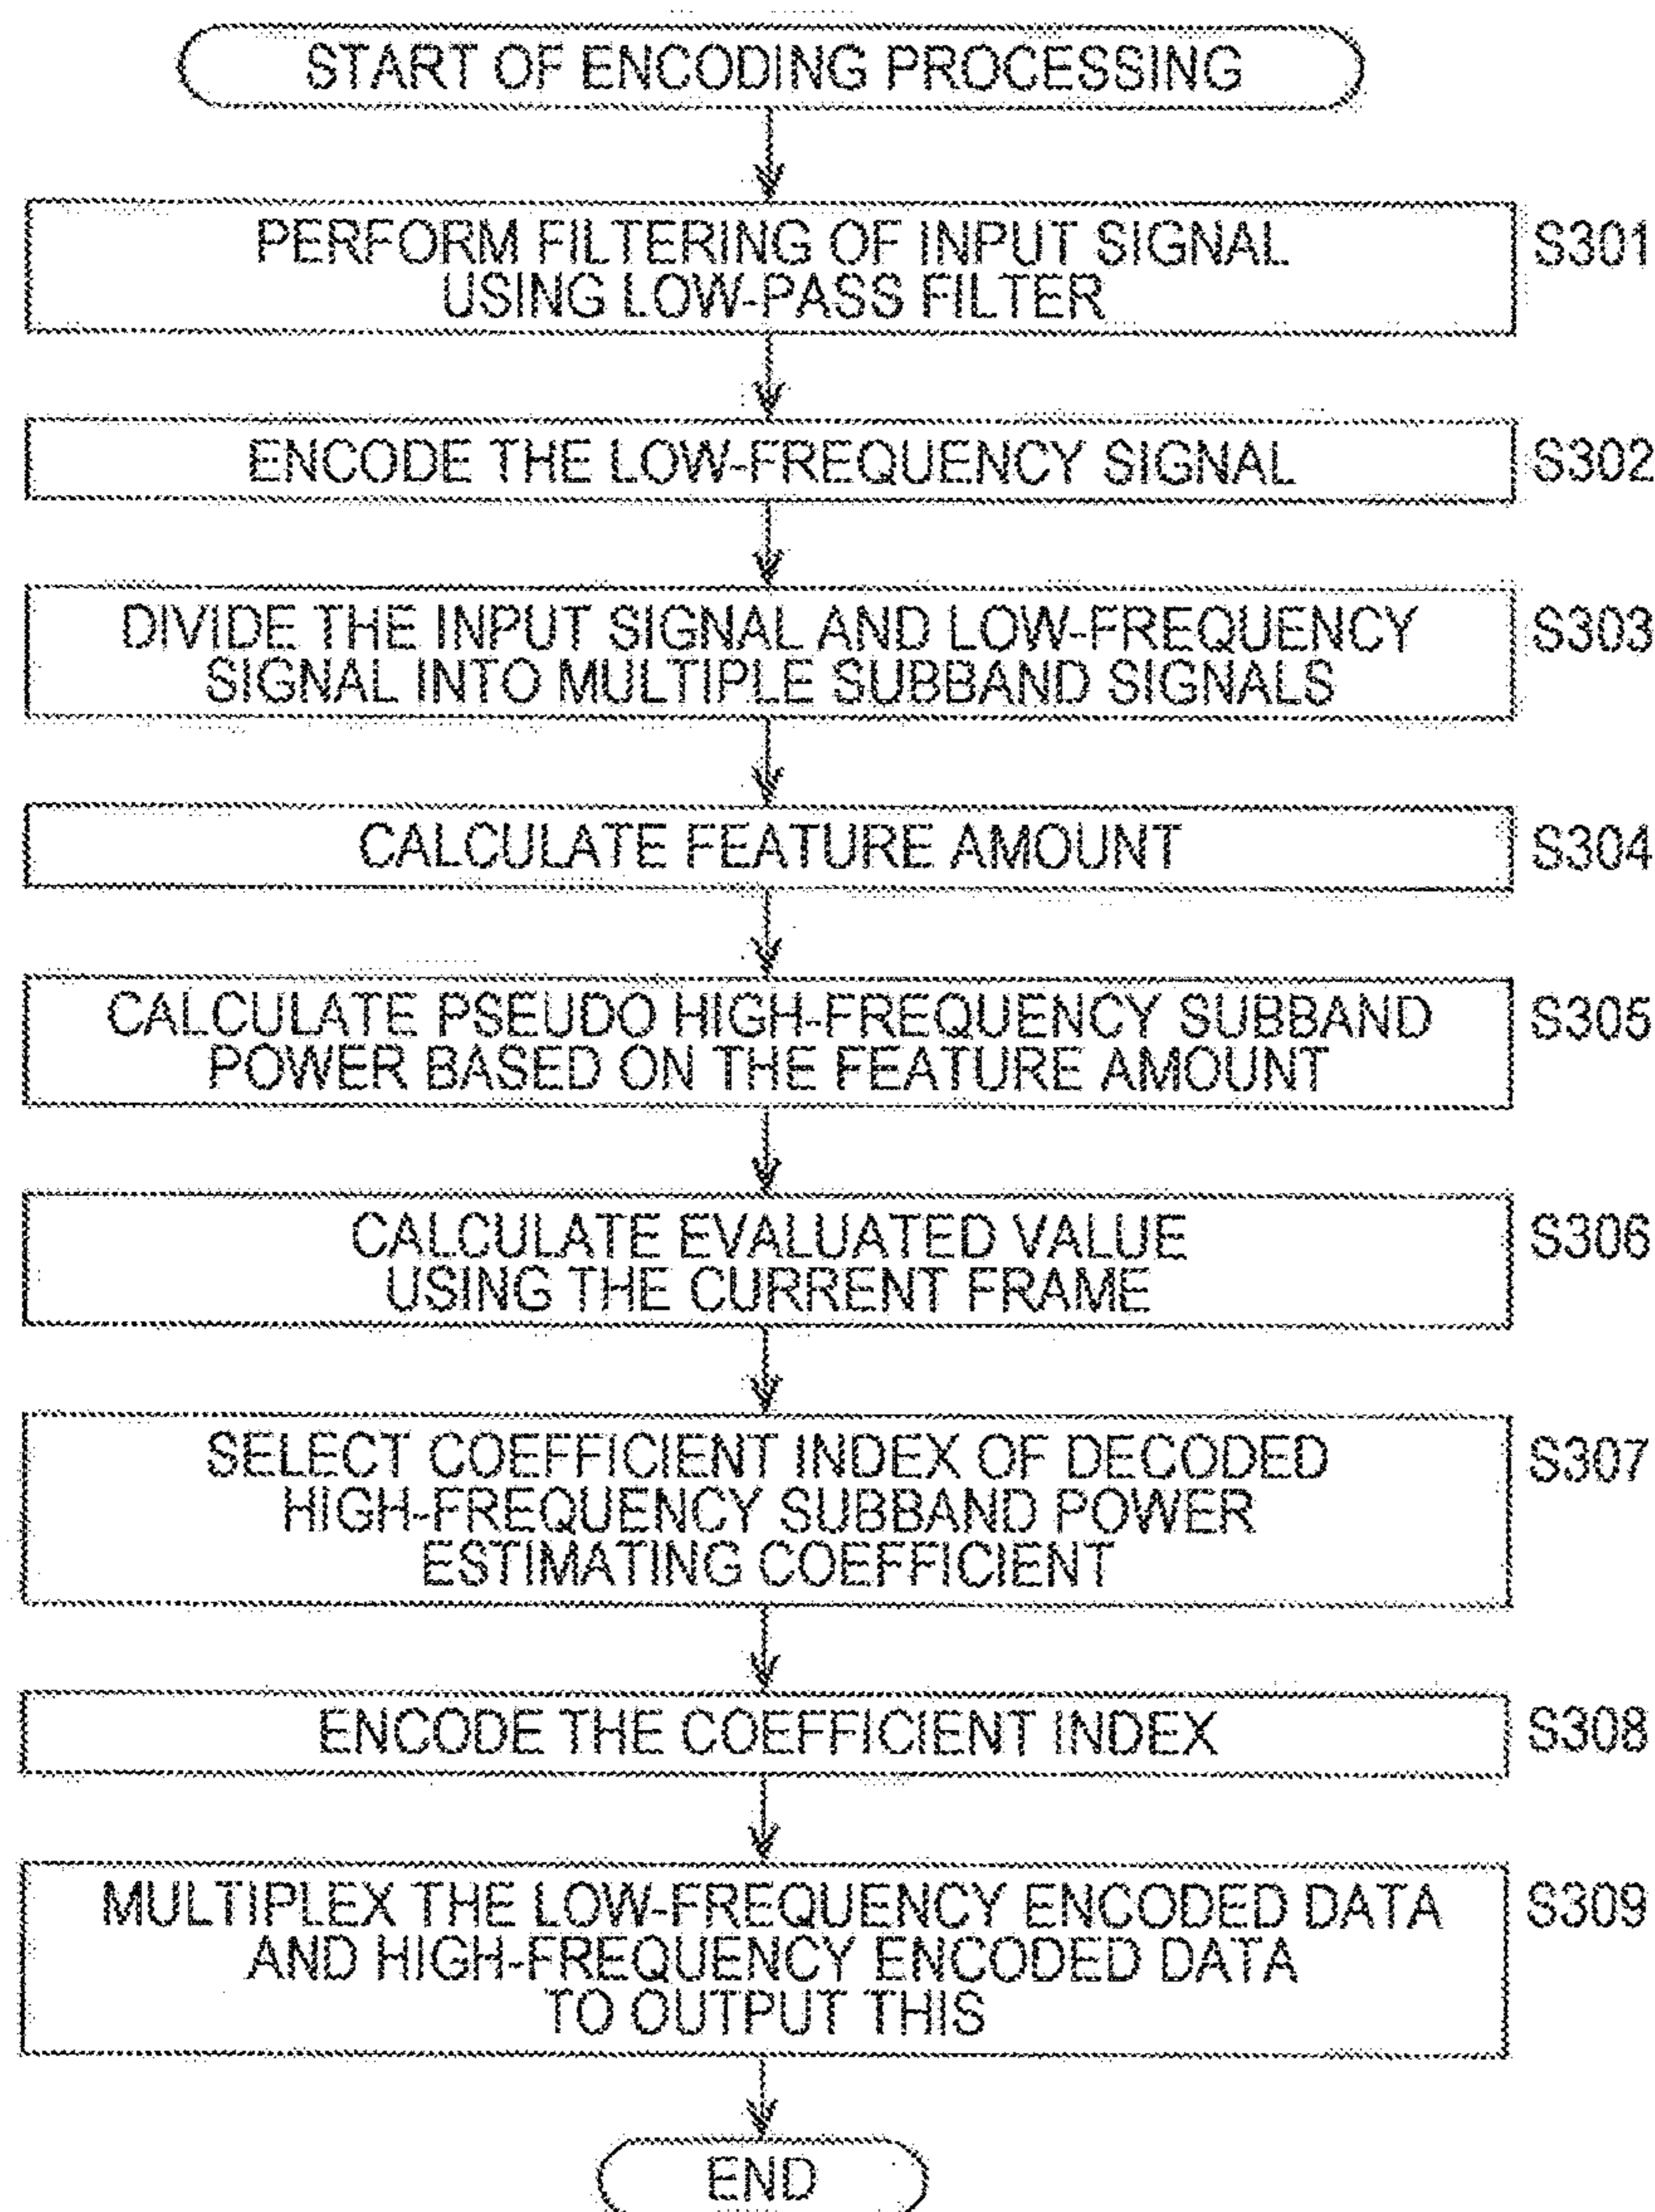 START OF ENCODING PROCESSING
PERFORM FILTERING OF INPUT SIGNAL
USING LOW-PASS FILTER
S301
ENCODE THE LOW-FREQUENCY SIGNAL
S302
DIVIDE THE INPUT SIGNAL AND LOW-FREQUENCY
SIGNAL INTO MULTIPLE SUBBAND SIGNALS
S303
CALCULATE FEATURE AMOUNT
S304
CALCULATE PSEUDO HIGH-FREQUENCY SUBBAND
POWER BASED ON THE FEATURE AMOUNT
S305
CALCULATE EVALUATED VALUE
USING THE CURRENT FRAME
S306
SELECT COEFFICIENT INDEX OF DECODED
HIGH-FREQUENCY SUBBAND POWER
ESTIMATING COEFFICIENT
S307
ENCODE THE COEFFICIENT INDEX
S308
MULTIPLEX THE LOW-FREQUENCY ENCODED DATA
AND HIGH-FREQUENCY ENCODED DATA
TO OUTPUT THIS
S309
END